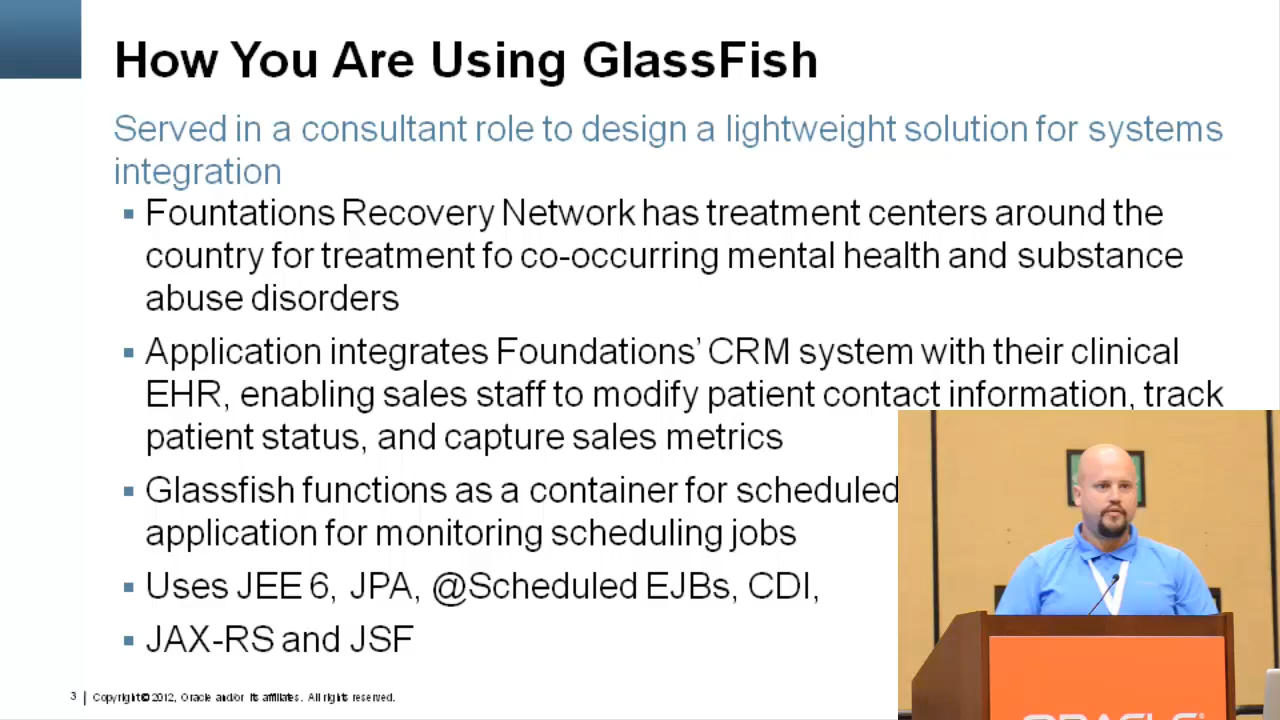 How You Are Using GlassFish
Served in a consultant role to design a lightweight solution for systems
integration
▪ Fountations Recovery Network has treatment centers around the
country for treatment fo co-occurring mental health and substance
abuse disorders
▪ Application integrates Foundations' CRM system with their clinical
EHR, enabling sales staff to modify patient contact information, track
patient status, and capture sales metrics
▪ Glassfish functions as a container for scheduled
application for monitoring scheduling jobs
▪ Uses JEE 6, JPA, @Scheduled EJBs, CDI,
▪ JAX-RS and JSF
3 | Copyright © 2012, Oracle and/or its affiliates. All rights reserved.
ORACLE